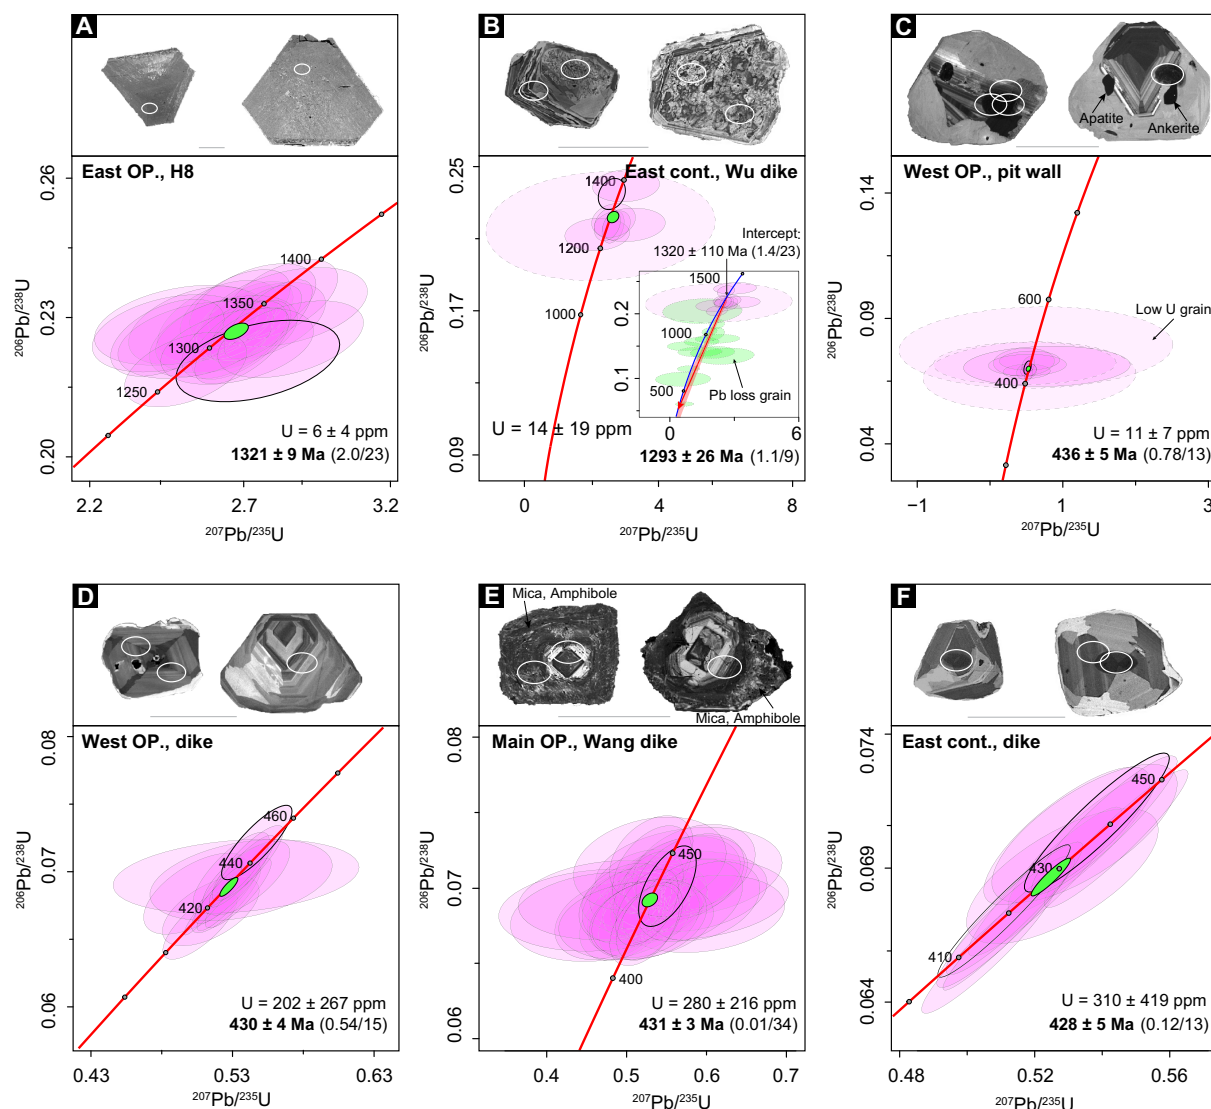 A
East OP., H8
0.26
0.23
0.20
206Pb/238U
1400
1350
1300
1250
U = 6 ± 4 ppm
1321 ± 9 Ma (2.0/23)
2.2
2.7
3.2
207Pb/235U
B
East cont., Wu dike
0.25
0.17
0.09
206Pb/238U
1400
1200
1000
Intercept:
1320 ± 110 Ma (1.4/23)
1500
1000
500
0.2
0.1
Pb loss grain
0
3
6
U = 14 ± 19 ppm
1293 ± 26 Ma (1.1/9)
0
4
8
207Pb/235U
C
Apatite
Ankerite
West OP., pit wall
0.14
0.09
0.04
206Pb/238U
600
400
Low U grain
U = 11 ± 7 ppm
436 ± 5 Ma (0.78/13)
−1
1
3
207Pb/235U
D
West OP., dike
0.08
0.07
0.06
206Pb/238U
460
440
420
U = 202 ± 267 ppm
430 ± 4 Ma (0.54/15)
0.43
0.53
0.63
207Pb/235U
E
Mica, Amphibole
Mica, Amphibole
Main OP., Wang dike
0.08
0.07
0.06
206Pb/238U
450
400
U = 280 ± 216 ppm
431 ± 3 Ma (0.01/34)
0.4
0.5
0.6
0.7
207Pb/235U
F
East cont., dike
0.074
0.069
0.064
206Pb/238U
450
430
410
U = 310 ± 419 ppm
428 ± 5 Ma (0.12/13)
0.48
0.52
0.56
207Pb/235U